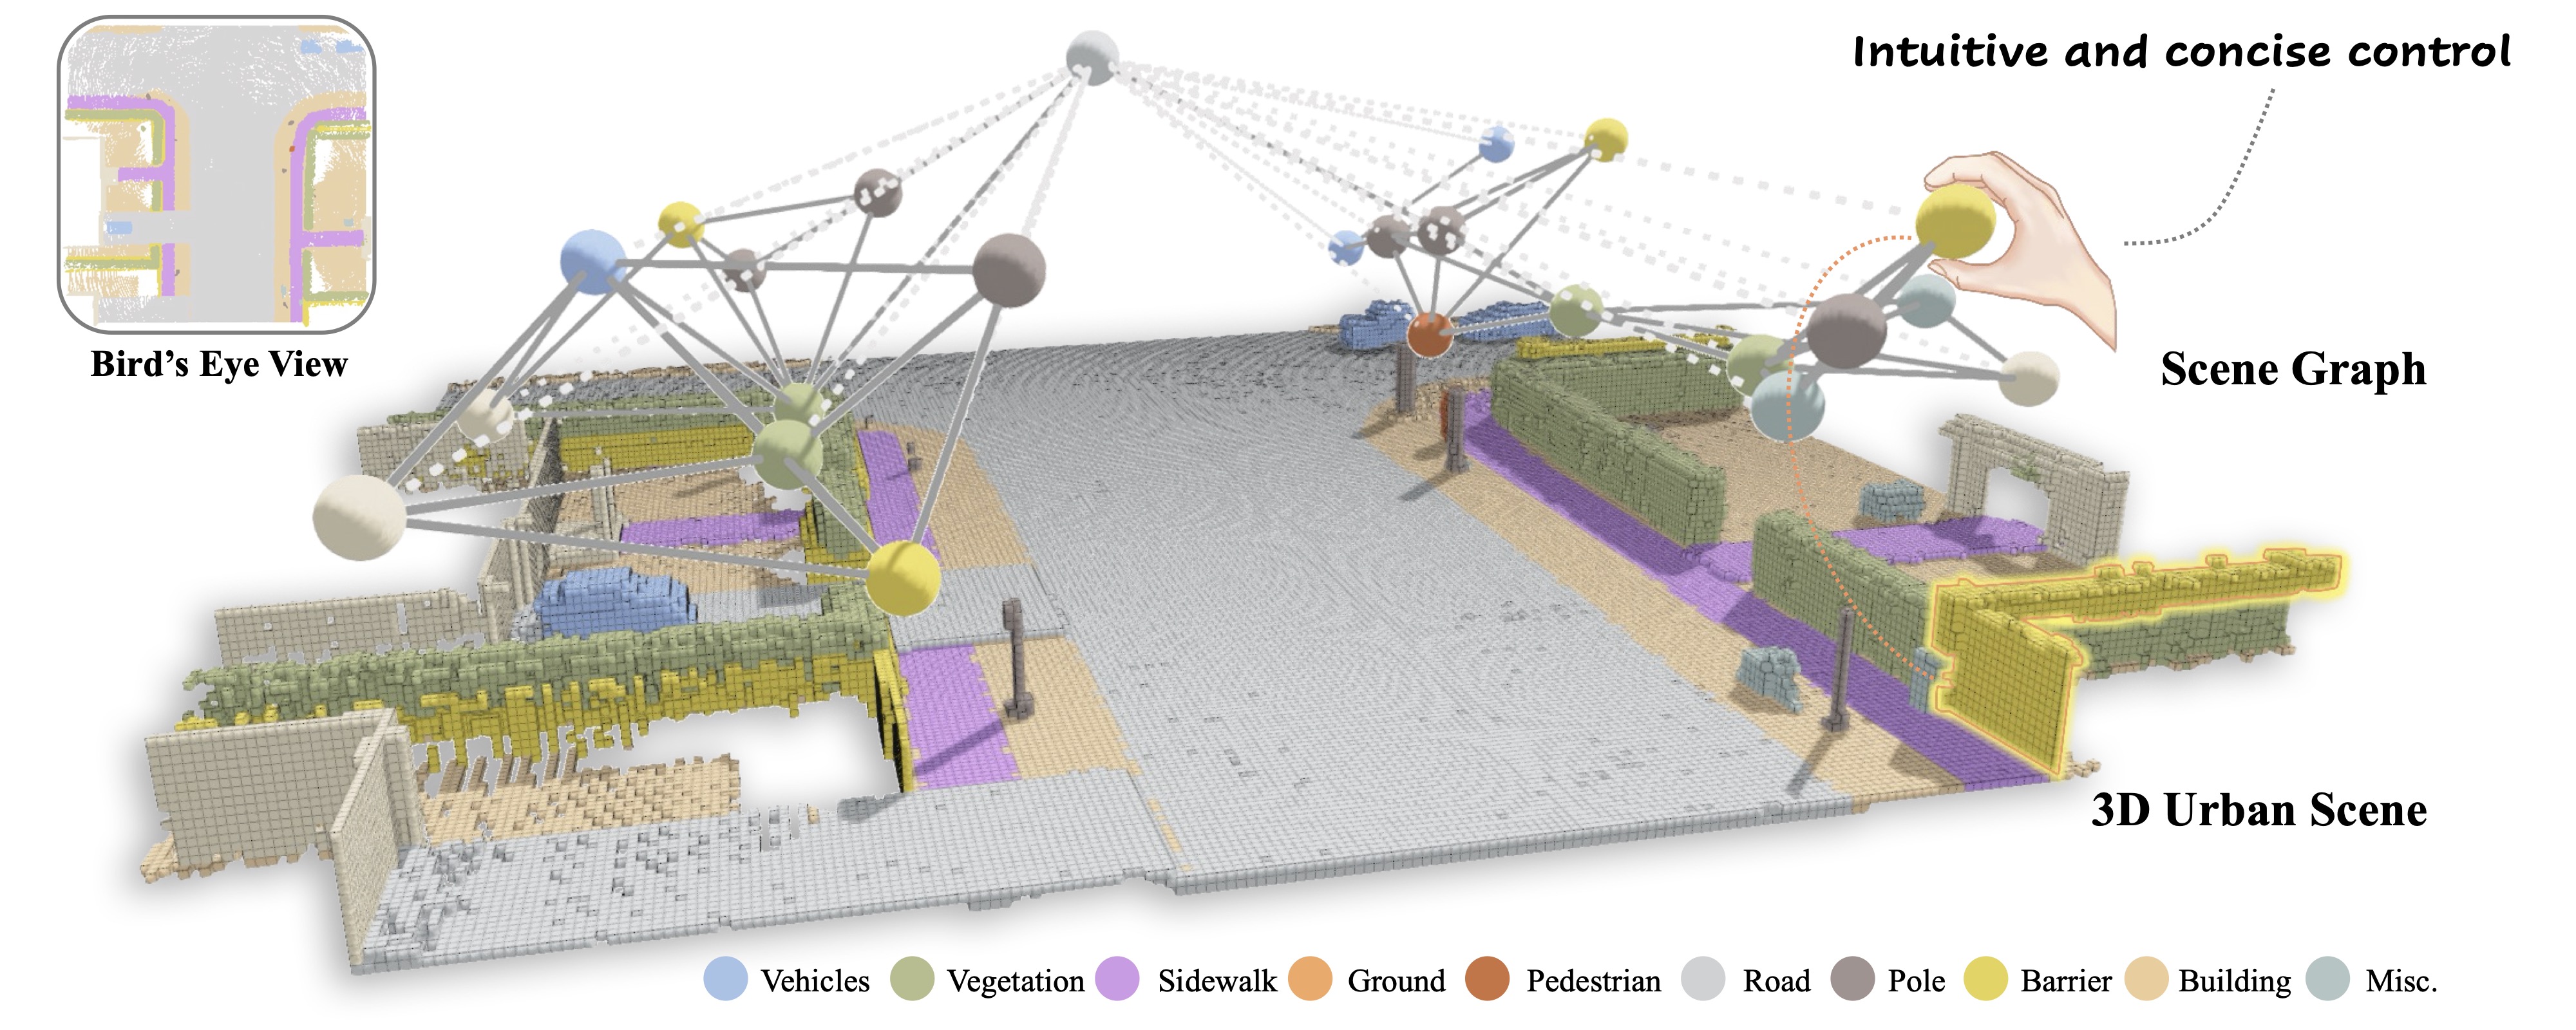 Intuitive and concise control
Bird's Eye View
Scene Graph
3D Urban Scene
Vehicles Vegetation Sidewalk Ground Pedestrian Road Pole Barrier Building Misc.